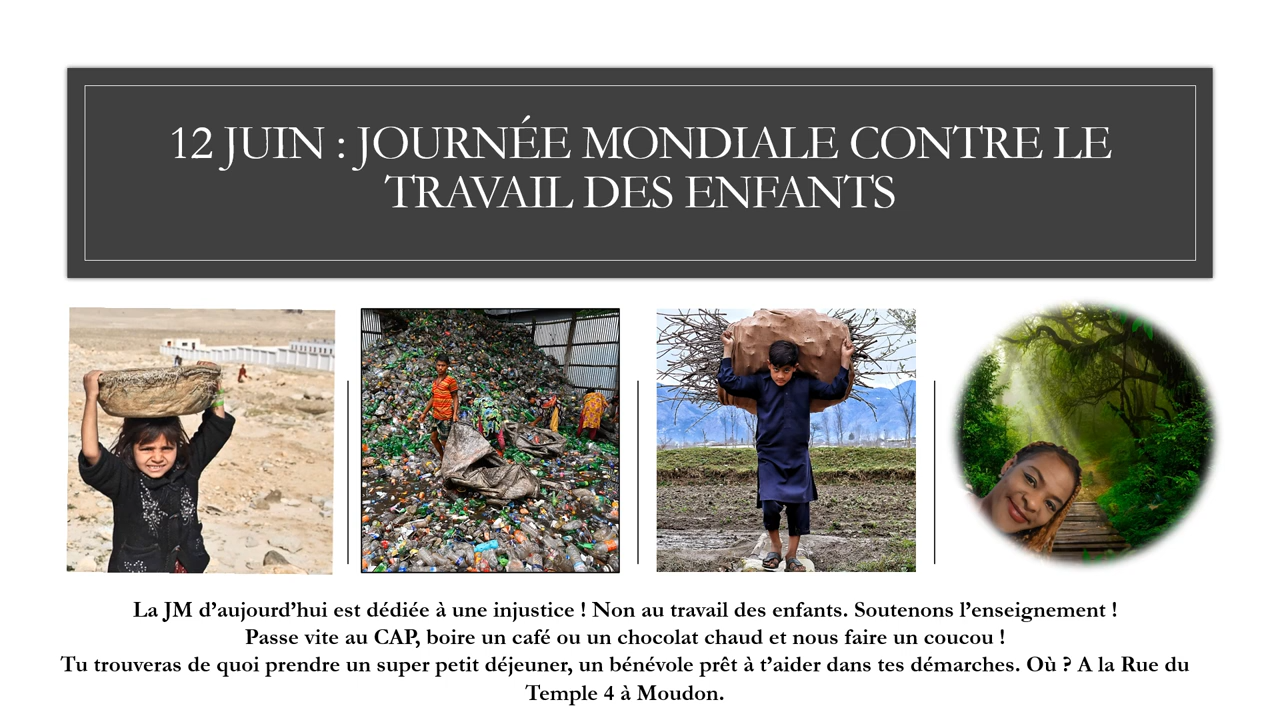 12 JUIN : JOURNÉE MONDIALE CONTRE LE
TRAVAIL DES ENFANTS
La JM d’aujourd’hui est dédiée à une injustice ! Non au travail des enfants. Soutenons l’enseignement !
Passe vite au CAP, boire un café ou un chocolat chaud et nous faire un coucou !
Tu trouveras de quoi prendre un super petit déjeuner, un bénévole prêt à t’aider dans tes démarches. Où ? A la Rue du
Temple 4 à Moudon.